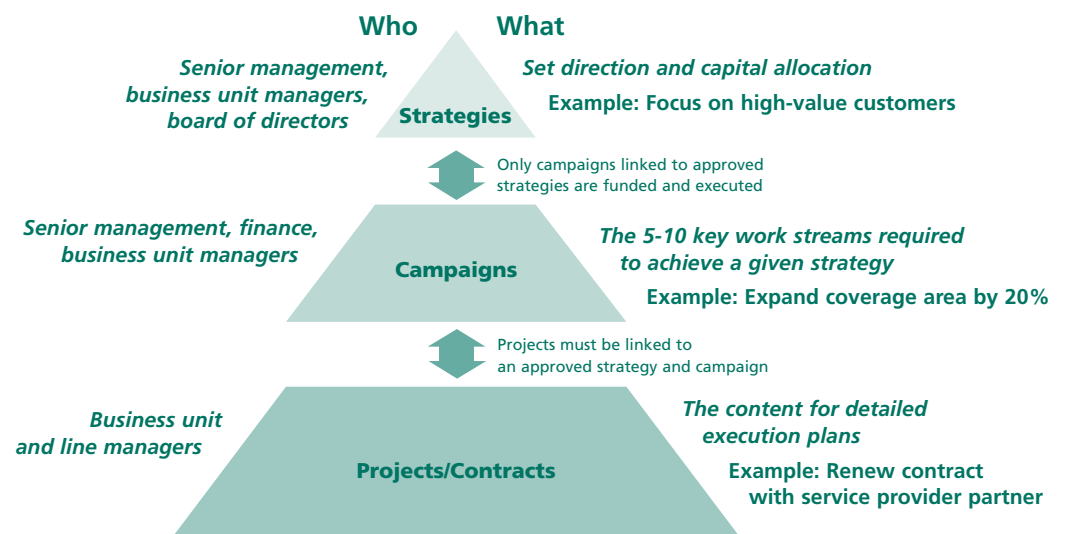 Who
What
Senior management,
business unit managers,
board of directors
Strategies
Set direction and capital allocation
Example: Focus on high-value customers
Only campaigns linked to approved
strategies are funded and executed
Senior management, finance,
business unit managers
Campaigns
The 5-10 key work streams required
to achieve a given strategy
Example: Expand coverage area by 20%
Projects must be linked to
an approved strategy and campaign
Business unit
and line managers
Projects/Contracts
The content for detailed
execution plans
Example: Renew contract
with service provider partner